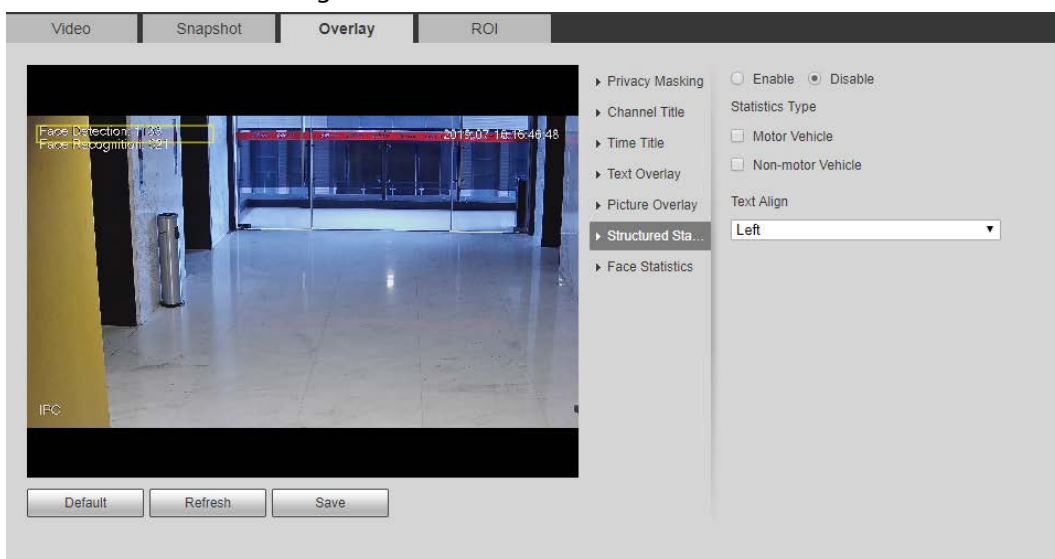 Video
Snapshot
Overlay
ROI
Face Detection:
Face Recognition:
IPC
Privacy Masking
Channel Title
Time Title
Text Overlay
Picture Overlay
Structured Sta...
Face Statistics
Enable
Disable
Statistics Type
Motor Vehicle
Non-motor Vehicle
Text Align
Left
Default
Refresh
Save